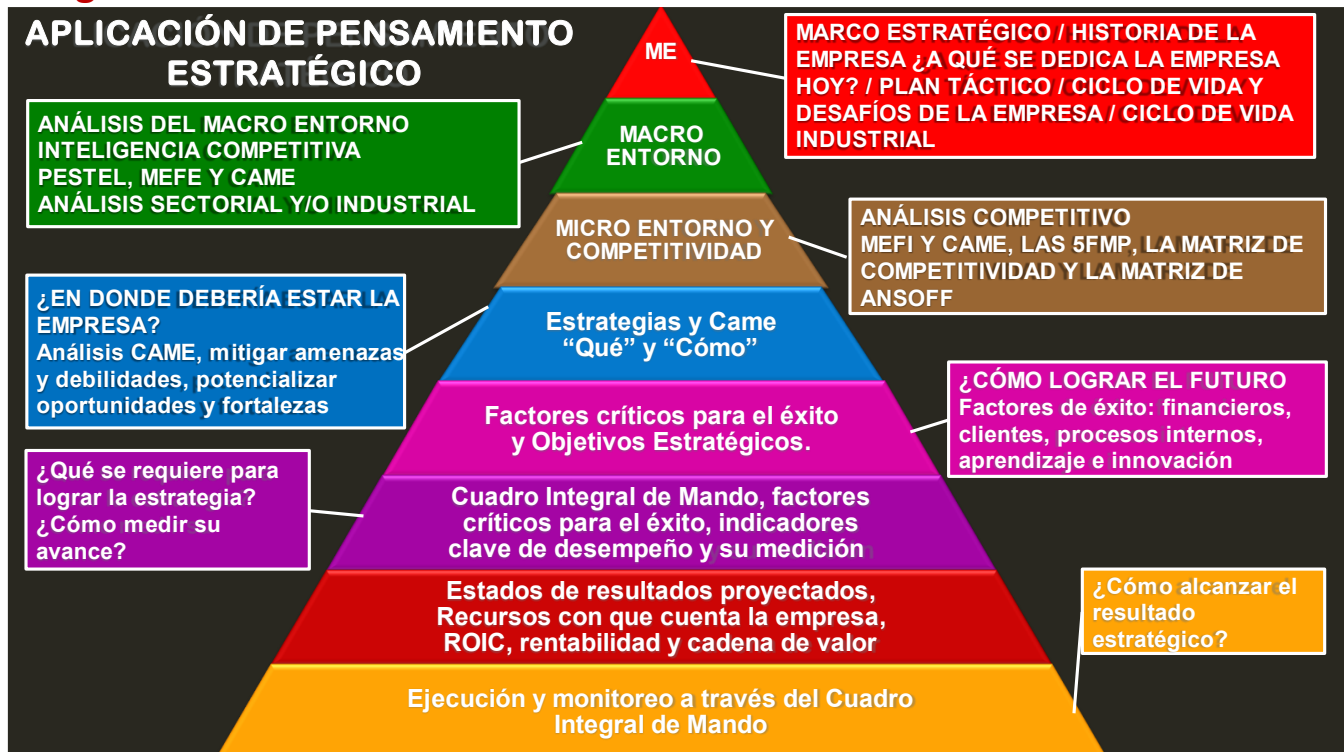 APLICACIÓN DE PENSAMIENTO
ESTRATÉGICO
ME
MARCO ESTRATÉGICO / HISTORIA DE LA
EMPRESA ¿A QUÉ SE DEDICA LA EMPRESA
HOY? / PLAN TÁCTICO / CICLO DE VIDA Y
DESAFÍOS DE LA EMPRESA / CICLO DE VIDA
INDUSTRIAL
ANÁLISIS DEL MACRO ENTORNO
INTELIGENCIA COMPETITIVA
PESTEL, MEFE Y CAME
ANÁLISIS SECTORIAL Y/O INDUSTRIAL
MACRO
ENTORNO
MICRO ENTORNO Y
COMPETITIVIDAD
ANÁLISIS COMPETITIVO
MEFI Y CAME, LAS 5FMP, LA MATRIZ DE
COMPETITIVIDAD Y LA MATRIZ DE
ANSOFF
¿EN DONDE DEBERÍA ESTAR LA
EMPRESA?
Análisis CAME, mitigar amenazas
y debilidades, potencializar
oportunidades y fortalezas
Estrategias y Came
“Qué” y “Cómo”
Factores críticos para el éxito
y Objetivos Estratégicos.
¿CÓMO LOGRAR EL FUTURO
Factores de éxito: financieros,
clientes, procesos internos,
aprendizaje e innovación
¿Qué se requiere para
lograr la estrategia?
¿Cómo medir su
avance?
Cuadro Integral de Mando, factores
críticos para el éxito, indicadores
clave de desempeño y su medición
Estados de resultados proyectados,
Recursos con que cuenta la empresa,
ROIC, rentabilidad y cadena de valor
¿Cómo alcanzar el
resultado
estratégico?
Ejecución y monitoreo a través del Cuadro
Integral de Mando